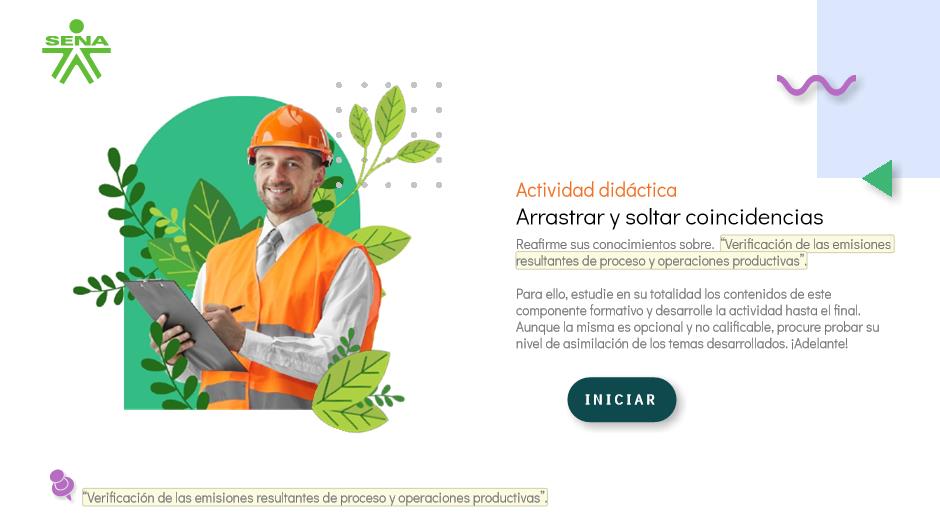 SENA
Actividad didáctica
Arrastrar y soltar coincidencias
Reafirme sus conocimientos sobre. “Verificación de las emisiones
resultantes de proceso y operaciones productivas”.
Para ello, estudie en su totalidad los contenidos de este
componente formativo y desarrolle la actividad hasta el final.
Aunque la misma es opcional y no calificable, procure probar su
nivel de asimilación de los temas desarrollados. ¡Adelante!
INICIAR
“Verificación de las emisiones resultantes de proceso y operaciones productivas”.